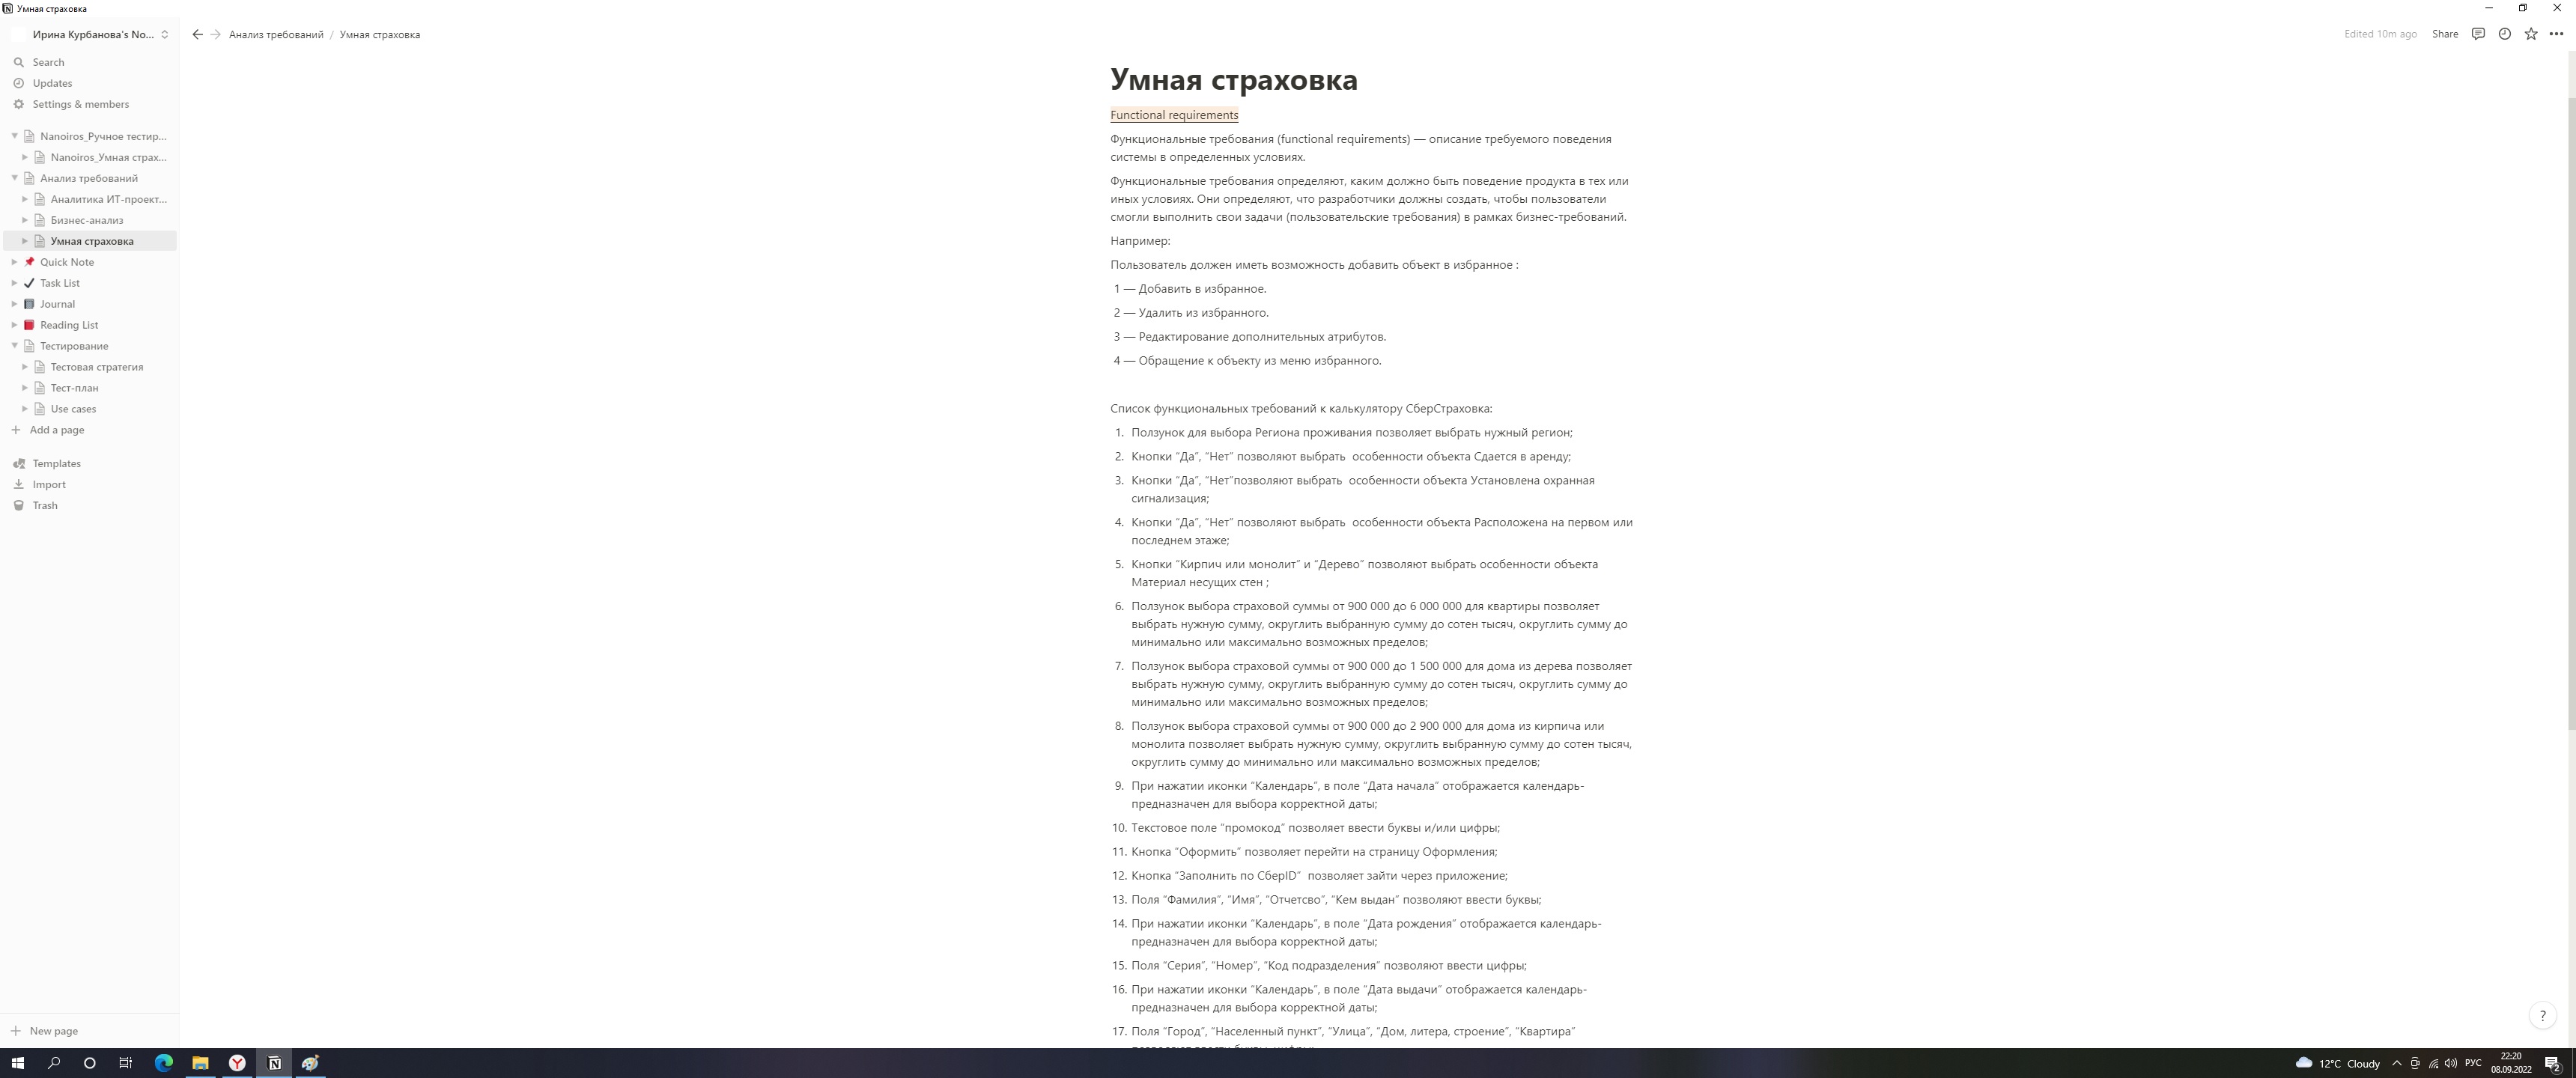 Умная страховка
Ирина Курбанова's No...
Анализ требований / Умная страховка
Edited 10m ago
Share
Search
Updates
Settings & members
Nanoiros_Ручное тестир...
Nanoiros_Умная страх...
Анализ требований
Аналитика ИТ-проект...
Бизнес-анализ
Умная страховка
Quick Note
Task List
Journal
Reading List
Тестирование
Тестовая стратегия
Тест-план
Use cases
Add a page
Templates
Import
Trash
New page
Умная страховка
Functional requirements
Функциональные требования (functional requirements) — описание требуемого поведения
системы в определенных условиях.
Функциональные требования определяют, каким должно быть поведение продукта в тех или
иных условиях. Они определяют, что разработчики должны создать, чтобы пользователи
смогли выполнить свои задачи (пользовательские требования) в рамках бизнес-требований.
Например:
Пользователь должен иметь возможность добавить объект в избранное :
1 — Добавить в избранное.
2 — Удалить из избранного.
3 — Редактирование дополнительных атрибутов.
4 — Обращение к объекту из меню избранного.
Список функциональных требований к калькулятору СберСтраховка:
1. Ползунок для выбора Региона проживания позволяет выбрать нужный регион;
2. Кнопки “Да”, “Нет” позволяют выбрать  особенности объекта Сдается в аренду;
3. Кнопки “Да”, “Нет”позволяют выбрать  особенности объекта Установлена охранная
сигнализация;
4. Кнопки “Да”, “Нет” позволяют выбрать  особенности объекта Расположена на первом или
последнем этаже;
5. Кнопки “Кирпич или монолит” и “Дерево” позволяют выбрать особенности объекта
Материал несущих стен ;
6. Ползунок выбора страховой суммы от 900 000 до 6 000 000 для квартиры позволяет
выбрать нужную сумму, округлить выбранную сумму до сотен тысяч, округлить сумму до
минимально или максимально возможных пределов;
7. Ползунок выбора страховой суммы от 900 000 до 1 500 000 для дома из дерева позволяет
выбрать нужную сумму, округлить выбранную сумму до сотен тысяч, округлить сумму до
минимально или максимально возможных пределов;
8. Ползунок выбора страховой суммы от 900 000 до 2 900 000 для дома из кирпича или
монолита позволяет выбрать нужную сумму, округлить выбранную сумму до сотен тысяч,
округлить сумму до минимально или максимально возможных пределов;
9. При нажатии иконки “Календарь”, в поле “Дата начала” отображается календарь-
предназначен для выбора корректной даты;
10. Текстовое поле “промокод” позволяет ввести буквы и/или цифры;
11. Кнопка “Оформить” позволяет перейти на страницу Оформления;
12. Кнопка “Заполнить по СберID”  позволяет зайти через приложение;
13. Поля “Фамилия”, “Имя”, “Отчетсво”, “Кем выдан” позволяют ввести буквы;
14. При нажатии иконки “Календарь”, в поле “Дата рождения” отображается календарь-
предназначен для выбора корректной даты;
15. Поля “Серия”, “Номер”, “Код подразделения” позволяют ввести цифры;
16. При нажатии иконки “Календарь”, в поле “Дата выдачи” отображается календарь-
предназначен для выбора корректной даты;
17. Поля “Город”, “Населенный пункт”, “Улица”, “Дом, литера, строение”, “Квартира”
?
12°C Cloudy
РУС
22:20
08.09.2022
2